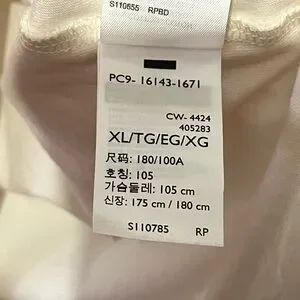 S110655 RPBD
PC9- 16143-1671
CW- 4424
405283
XL/TG/EG/XG
尺码: 180/100A
호칭: 105
가슴둘레: 105 cm
신장: 175 cm / 180 cm
S110785 RP